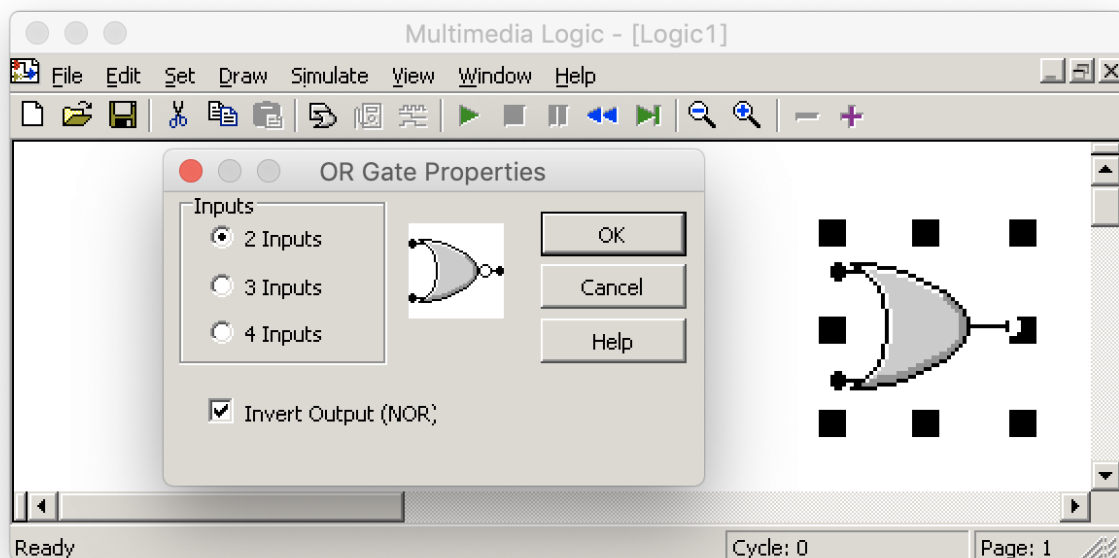 Multimedia Logic - [Logic1]
File Edit Set Draw Simulate View Window Help
OR Gate Properties
Inputs
2 Inputs
3 Inputs
4 Inputs
OK
Cancel
Help
Invert Output (NOR)
Ready Cycle: 0 Page: 1